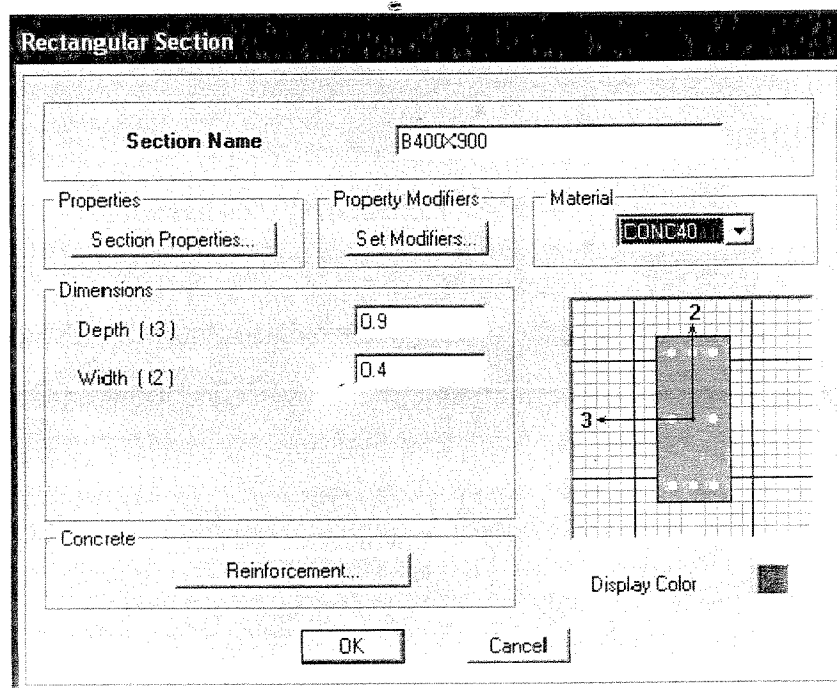 Rectangular Section
Section Name B400X900
Properties
Section Properties...
Property Modifiers
Set Modifiers...
Material
CONC40
Dimensions
Depth ( t3 ) 0.9
Width ( t2 ) 0.4
2
3
Concrete
Reinforcement...
Display Color
OK Cancel